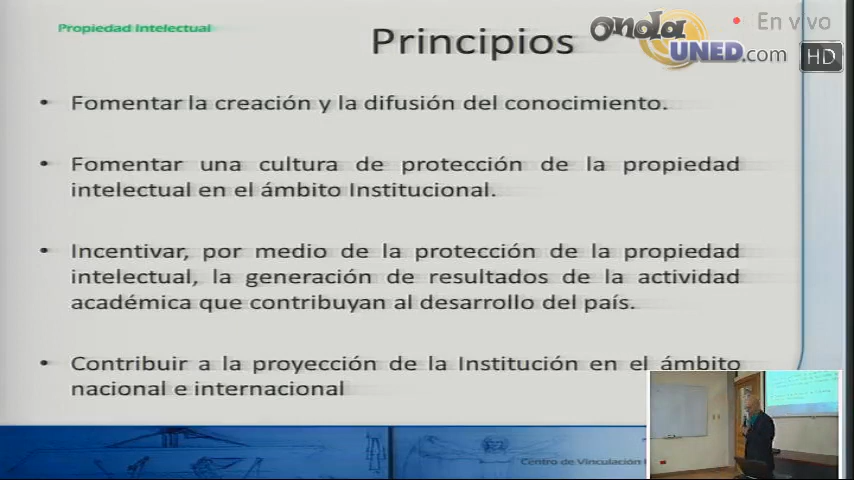 Propiedad Intelectual
Principios
onda
UNED.com
En vivo
HD
• Fomentar la creación y la difusión del conocimiento.
• Fomentar una cultura de protección de la propiedad
intelectual en el ámbito Institucional.
• Incentivar, por medio de la protección de la propiedad
intelectual, la generación de resultados de la actividad
académica que contribuyan al desarrollo del país.
• Contribuir a la proyección de la Institución en el ámbito
nacional e internacional
Centro de Vinculación